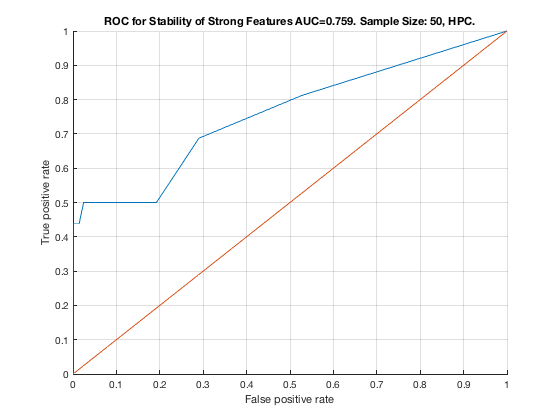 ROC for Stability of Strong Features AUC=0.759. Sample Size: 50, HPC.
1
0.9
0.8
0.7
0.6
0.5
0.4
0.3
0.2
0.1
0
True positive rate
0 0.1 0.2 0.3 0.4 0.5 0.6 0.7 0.8 0.9 1
False positive rate